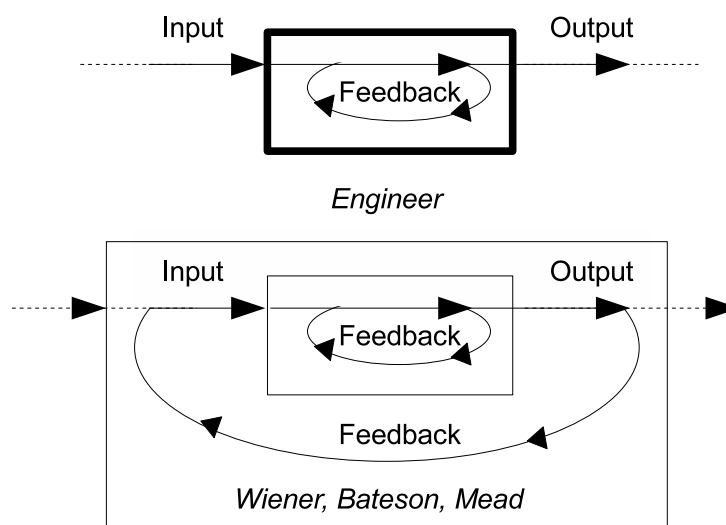 Input Output
Feedback
Engineer
Input Output
Feedback
Feedback
Wiener, Bateson, Mead